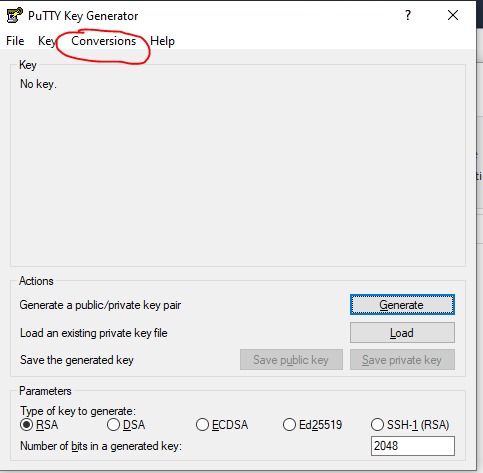 PuTTY Key Generator ? ×
File Key Conversions Help
Key
No key.
Actions
Generate a public/private key pair Generate
Load an existing private key file Load
Save the generated key Save public key Save private key
Parameters
Type of key to generate:
RSA DSA ECDSA Ed25519 SSH-1 (RSA)
Number of bits in a generated key: 2048